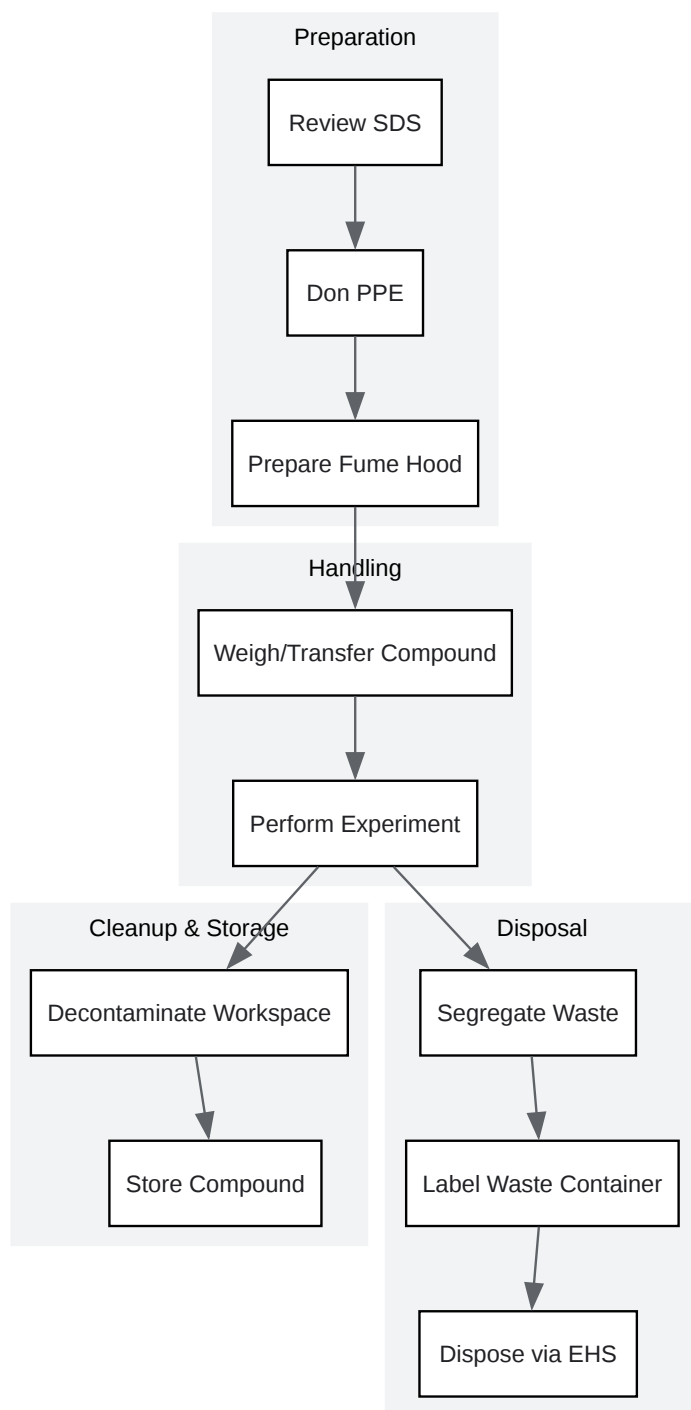 Preparation
Review SDS
Don PPE
Prepare Fume Hood
Handling
Weigh/Transfer Compound
Perform Experiment
Cleanup & Storage
Decontaminate Workspace
Store Compound
Disposal
Segregate Waste
Label Waste Container
Dispose via EHS